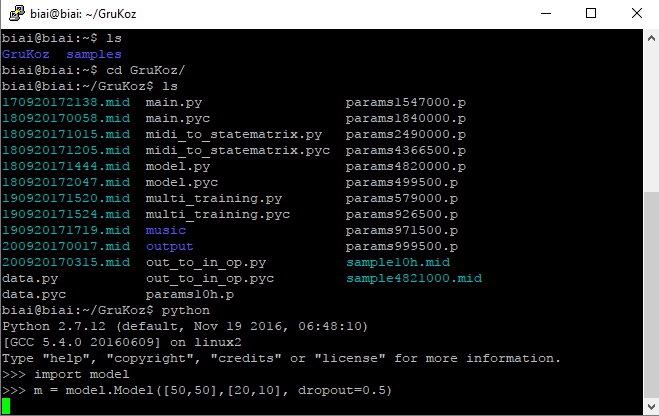 biai@biai: ~/GruKoz
biai@biai:~$ ls
GruKoz  samples
biai@biai:~$ cd GruKoz/
biai@biai:~/GruKoz$ ls
170920172138.mid  main.py                   params1547000.p
180920170058.mid  main.pyc                  params1840000.p
180920171015.mid  midi_to_statematrix.py    params2490000.p
180920171205.mid  midi_to_statematrix.pyc   params4366500.p
180920171444.mid  model.py                  params4820000.p
180920172047.mid  model.pyc                 params499500.p
190920171520.mid  multi_training.py         params579000.p
190920171524.mid  multi_training.pyc        params926500.p
190920171719.mid  music                     params971500.p
200920170017.mid  output                    params999500.p
200920170315.mid  out_to_in_op.py           sample10h.mid
data.py           out_to_in_op.pyc          sample4821000.mid
data.pyc          params10h.p
biai@biai:~/GruKoz$ python
Python 2.7.12 (default, Nov 19 2016, 06:48:10)
[GCC 5.4.0 20160609] on linux2
Type "help", "copyright", "credits" or "license" for more information.
>>> import model
>>> m = model.Model([50,50],[20,10], dropout=0.5)